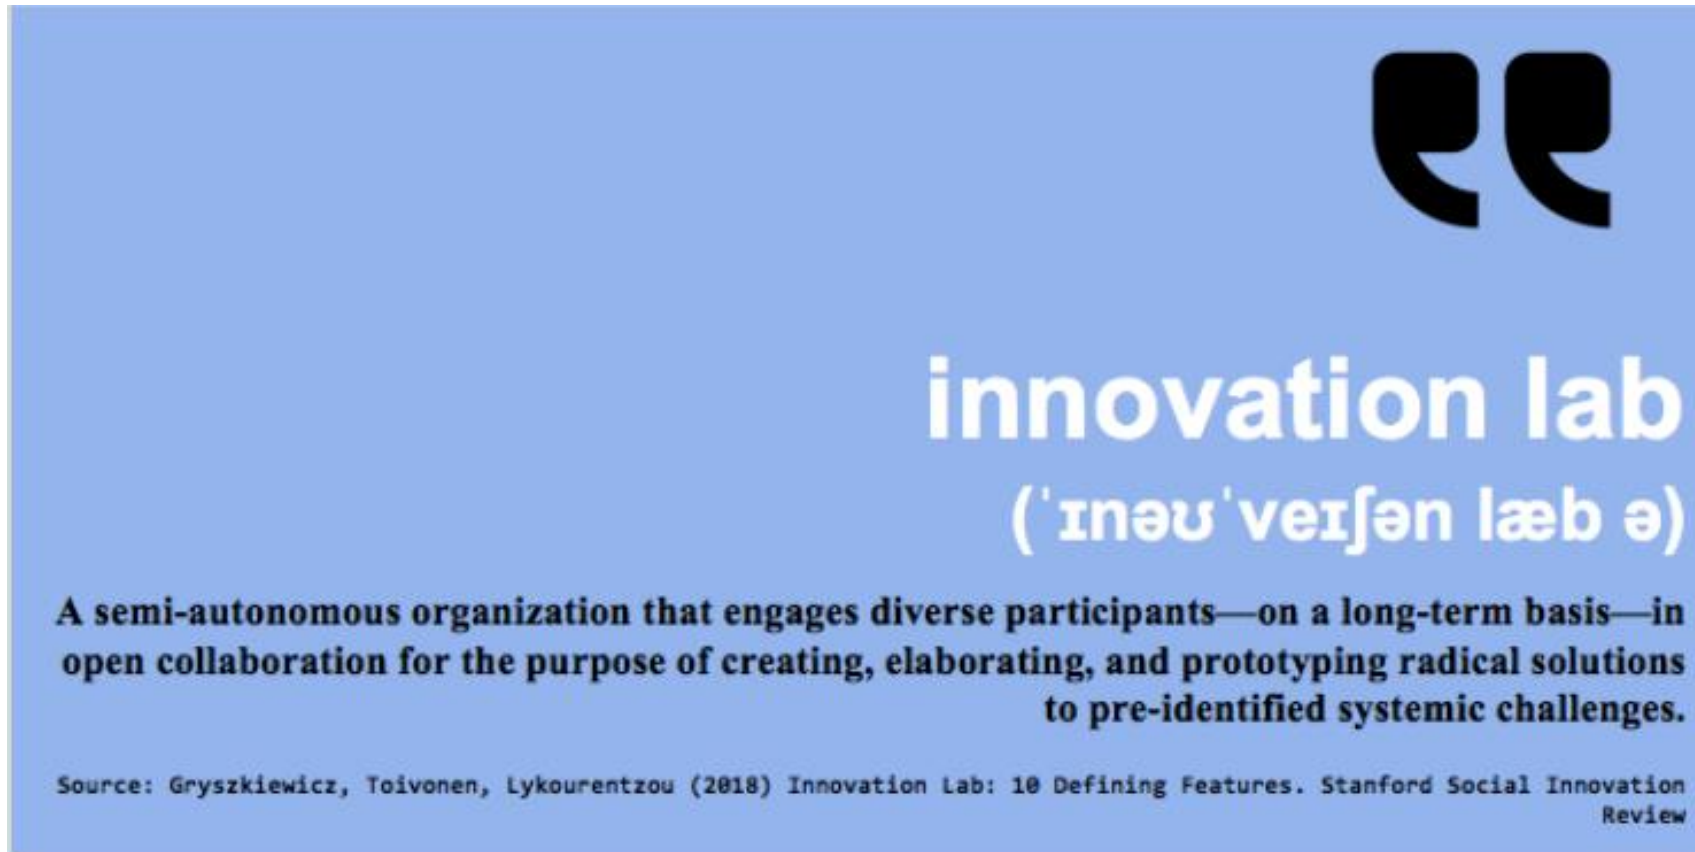 innovation lab
(ˈɪnəʊˈveɪʃən læb ə)
A semi-autonomous organization that engages diverse participants—on a long-term basis—in
open collaboration for the purpose of creating, elaborating, and prototyping radical solutions
to pre-identified systemic challenges.
Source: Gryszkiewicz, Toivonen, Lykourentzou (2018) Innovation Lab: 10 Defining Features. Stanford Social Innovation
Review